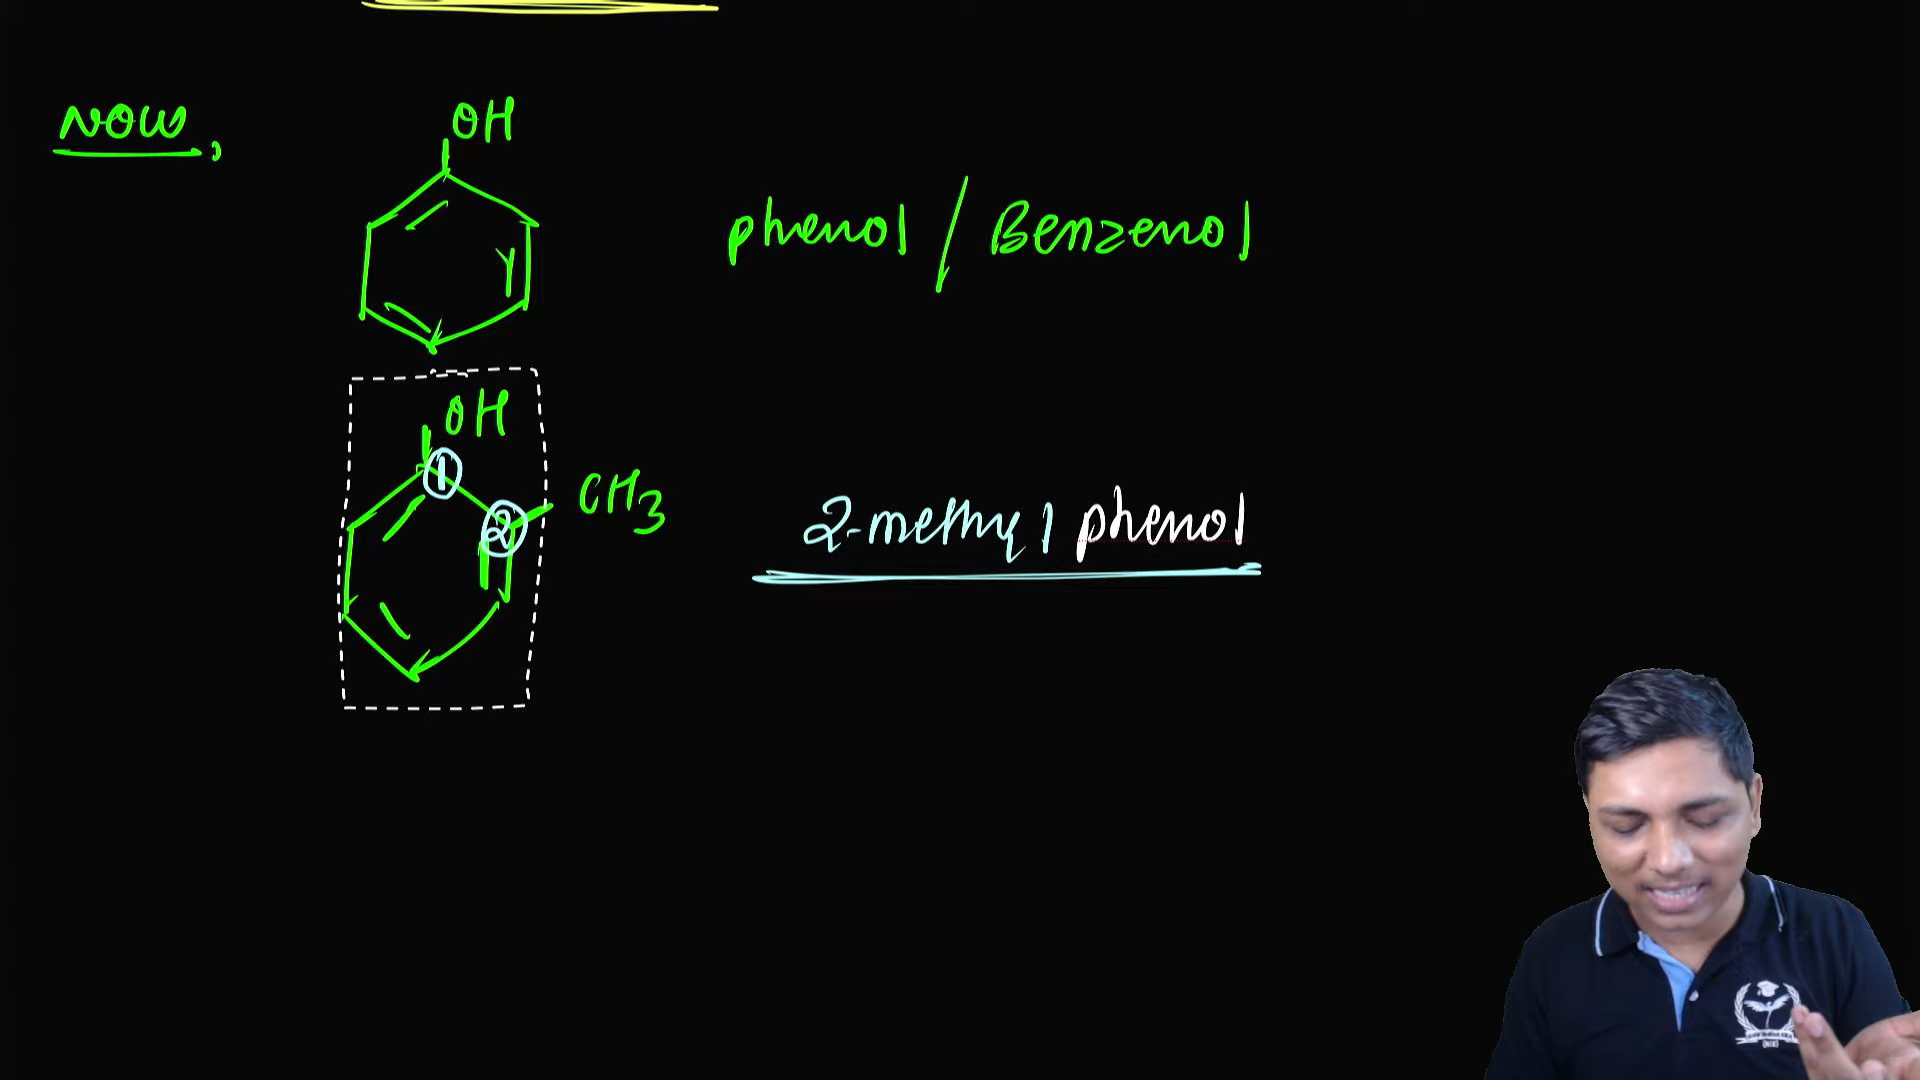 NOW,
OH
phenol / Benzenol
OH
1
2
CH3
2-methyl phenol